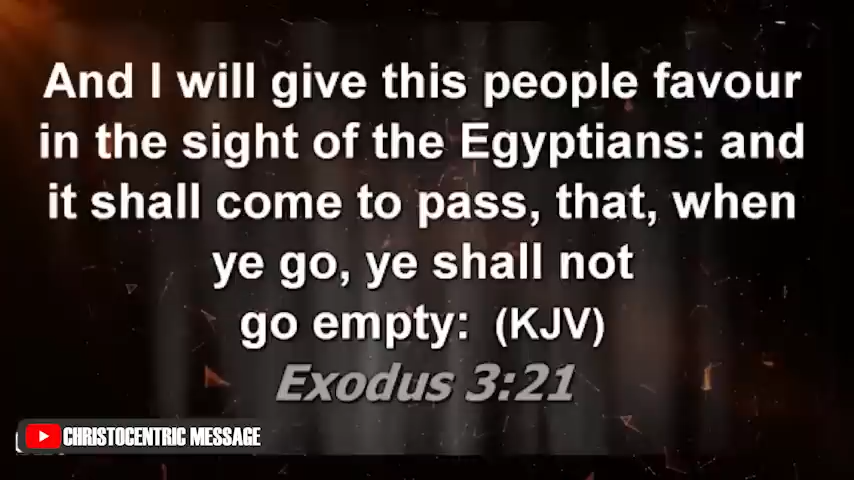 And I will give this people favour
in the sight of the Egyptians: and
it shall come to pass, that, when
ye go, ye shall not
go empty: (KJV)
Exodus 3:21
CHRISTOCENTRIC MESSAGE